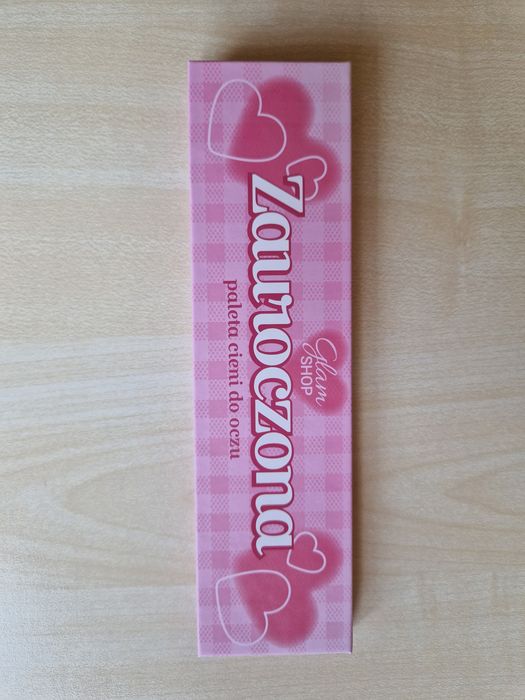 Glam
SHOP
Zauroczona
paleta cieni do oczu